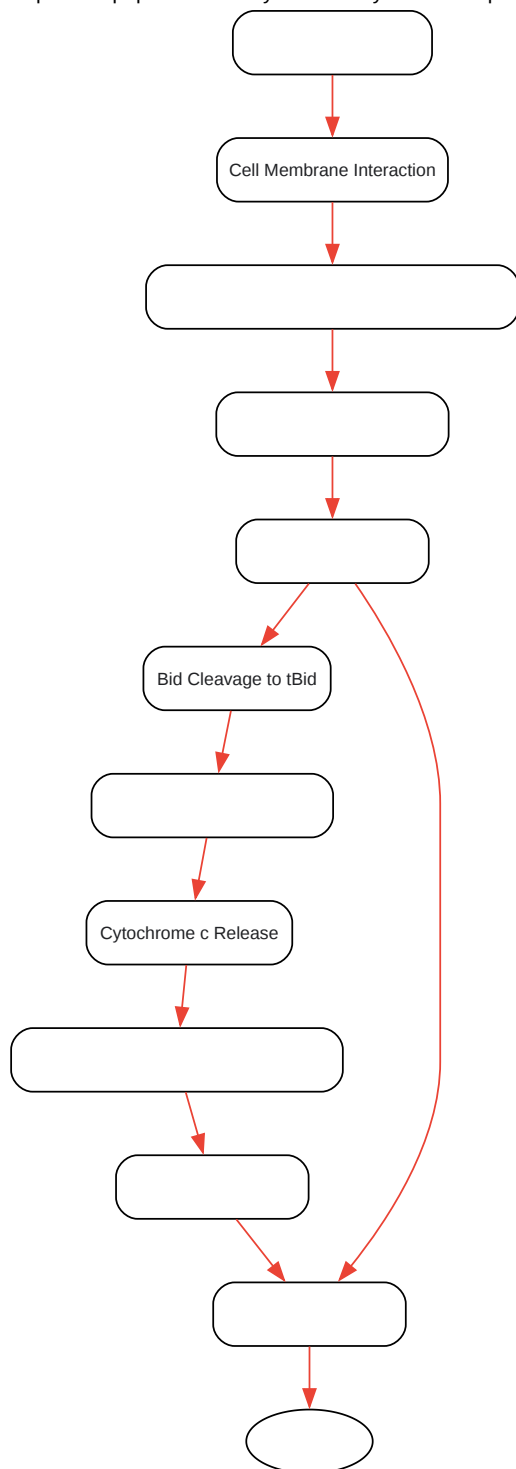 Cell Membrane Interaction
Bid Cleavage to tBid
Cytochrome c Release